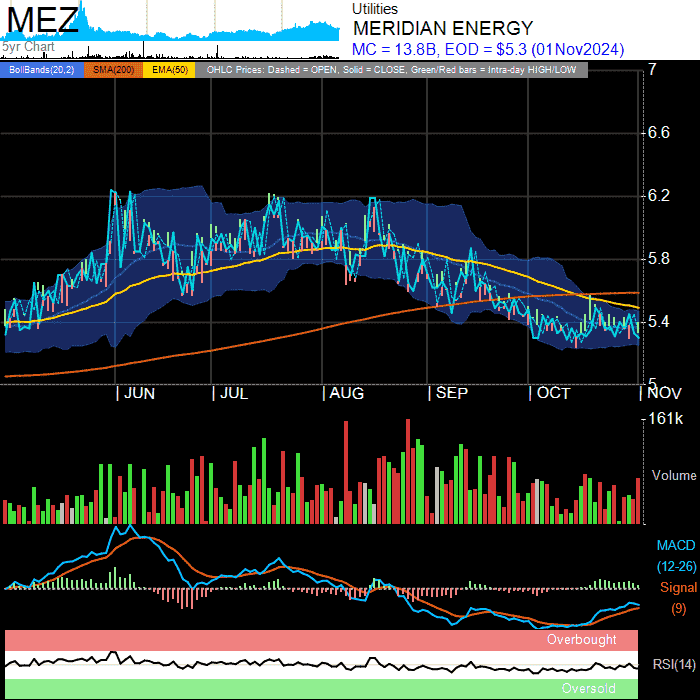 MEZ
5yr Chart
Utilities
MERIDIAN ENERGY
MC = 13.8B, EOD = $5.3 (01Nov2024)
BollBands(20,2) SMA(200) EMA(50) OHLC Prices: Dashed = OPEN, Solid = CLOSE, Green/Red bars = Intra-day HIGH/LOW
7
6.6
6.2
5.8
5.4
5
| JUN | JUL | AUG | SEP | OCT | NOV
161k
Volume
MACD
(12-26)
Signal
(9)
Overbought
RSI(14)
Oversold